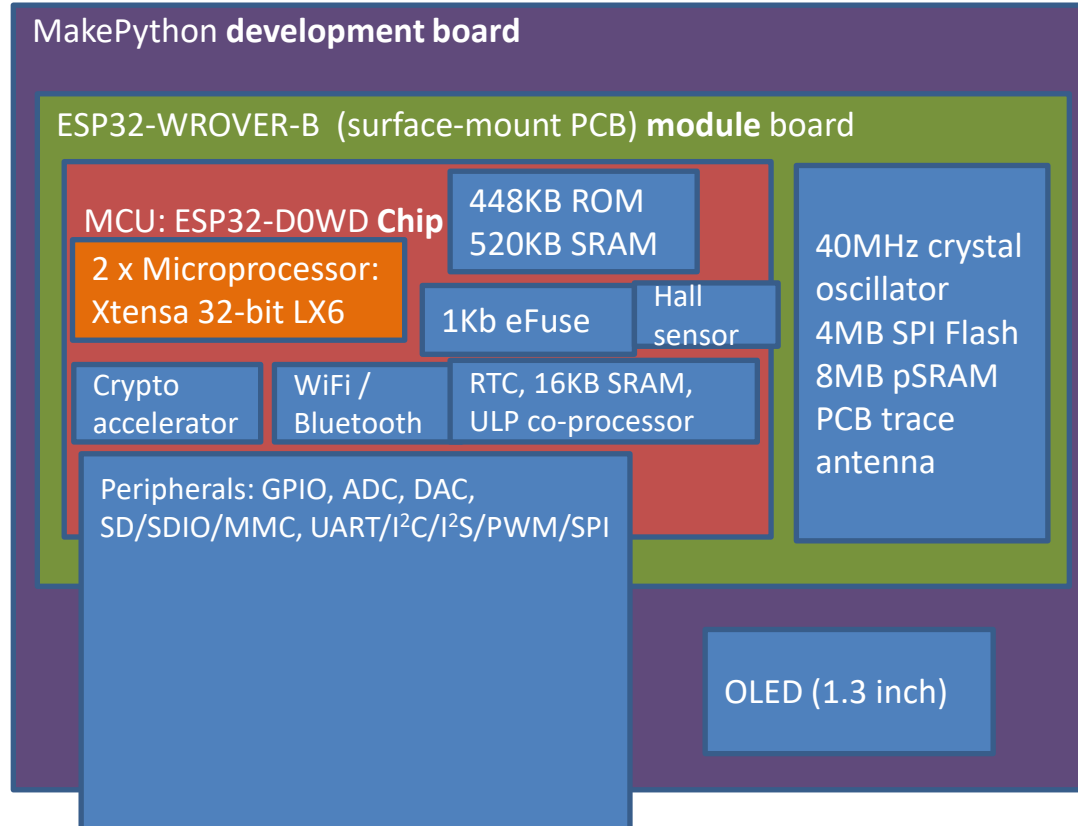 MakePython development board
ESP32-WROVER-B (surface-mount PCB) module board
MCU: ESP32-D0WD Chip
448KB ROM
520KB SRAM
2 x Microprocessor:
Xtensa 32-bit LX6
1Kb eFuse
Hall
sensor
Crypto
accelerator
WiFi /
Bluetooth
RTC, 16KB SRAM,
ULP co-processor
Peripherals: GPIO, ADC, DAC,
SD/SDIO/MMC, UART/I²C/I²S/PWM/SPI
40MHz crystal
oscillator
4MB SPI Flash
8MB pSRAM
PCB trace
antenna
OLED (1.3 inch)